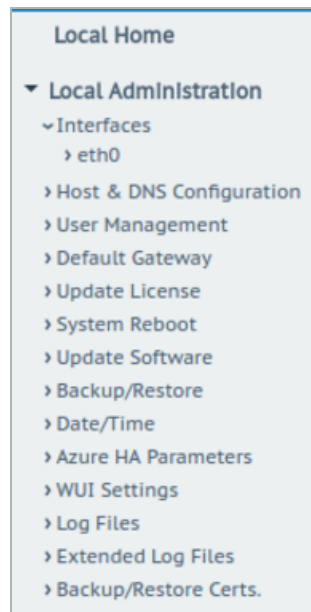 Local Home
Local Administration
Interfaces
eth0
Host & DNS Configuration
User Management
Default Gateway
Update License
System Reboot
Update Software
Backup/Restore
Date/Time
Azure HA Parameters
WUI Settings
Log Files
Extended Log Files
Backup/Restore Certs.